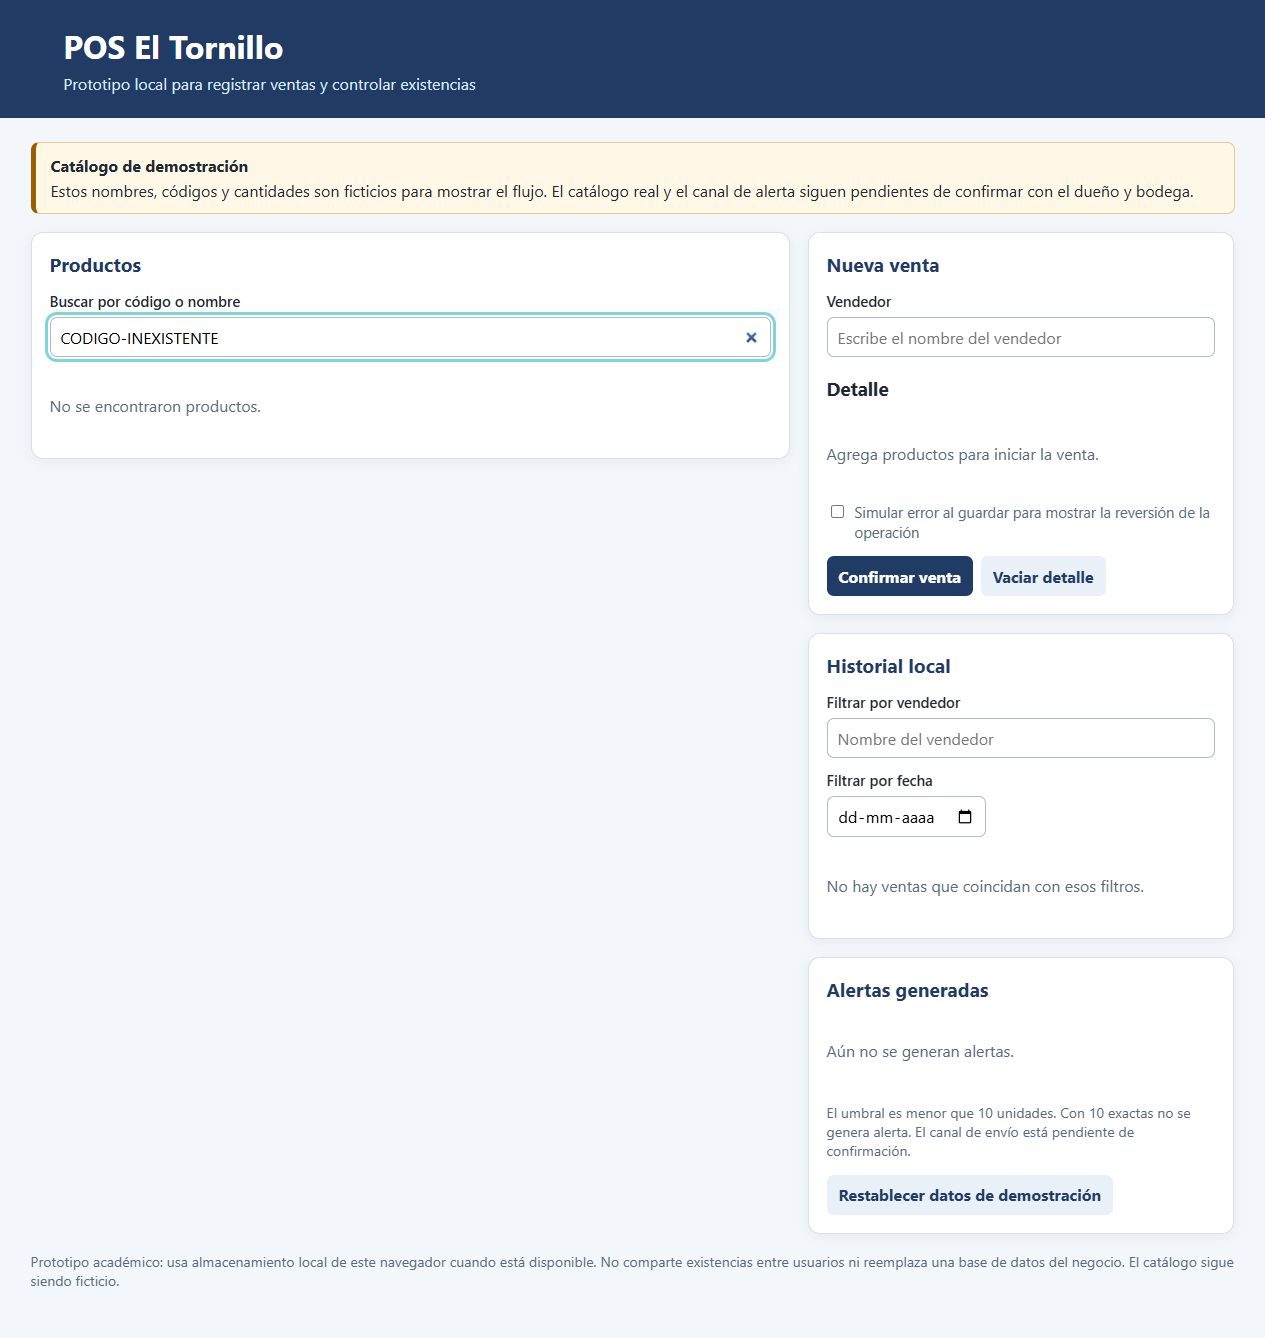 POS El Tornillo
Prototipo local para registrar ventas y controlar existencias
Catálogo de demostración
Estos nombres, códigos y cantidades son ficticios para mostrar el flujo. El catálogo real y el canal de alerta siguen pendientes de confirmar con el dueño y bodega.
Productos
Buscar por código o nombre
CODIGO-INEXISTENTE
No se encontraron productos.
Nueva venta
Vendedor
Escribe el nombre del vendedor
Detalle
Agrega productos para iniciar la venta.
Simular error al guardar para mostrar la reversión de la
operación
Confirmar venta
Vaciar detalle
Historial local
Filtrar por vendedor
Nombre del vendedor
Filtrar por fecha
dd-mm-aaaa
No hay ventas que coincidan con esos filtros.
Alertas generadas
Aún no se generan alertas.
El umbral es menor que 10 unidades. Con 10 exactas no se
genera alerta. El canal de envío está pendiente de
confirmación.
Restablecer datos de demostración
Prototipo académico: usa almacenamiento local de este navegador cuando está disponible. No comparte existencias entre usuarios ni reemplaza una base de datos del negocio. El catálogo sigue
siendo ficticio.